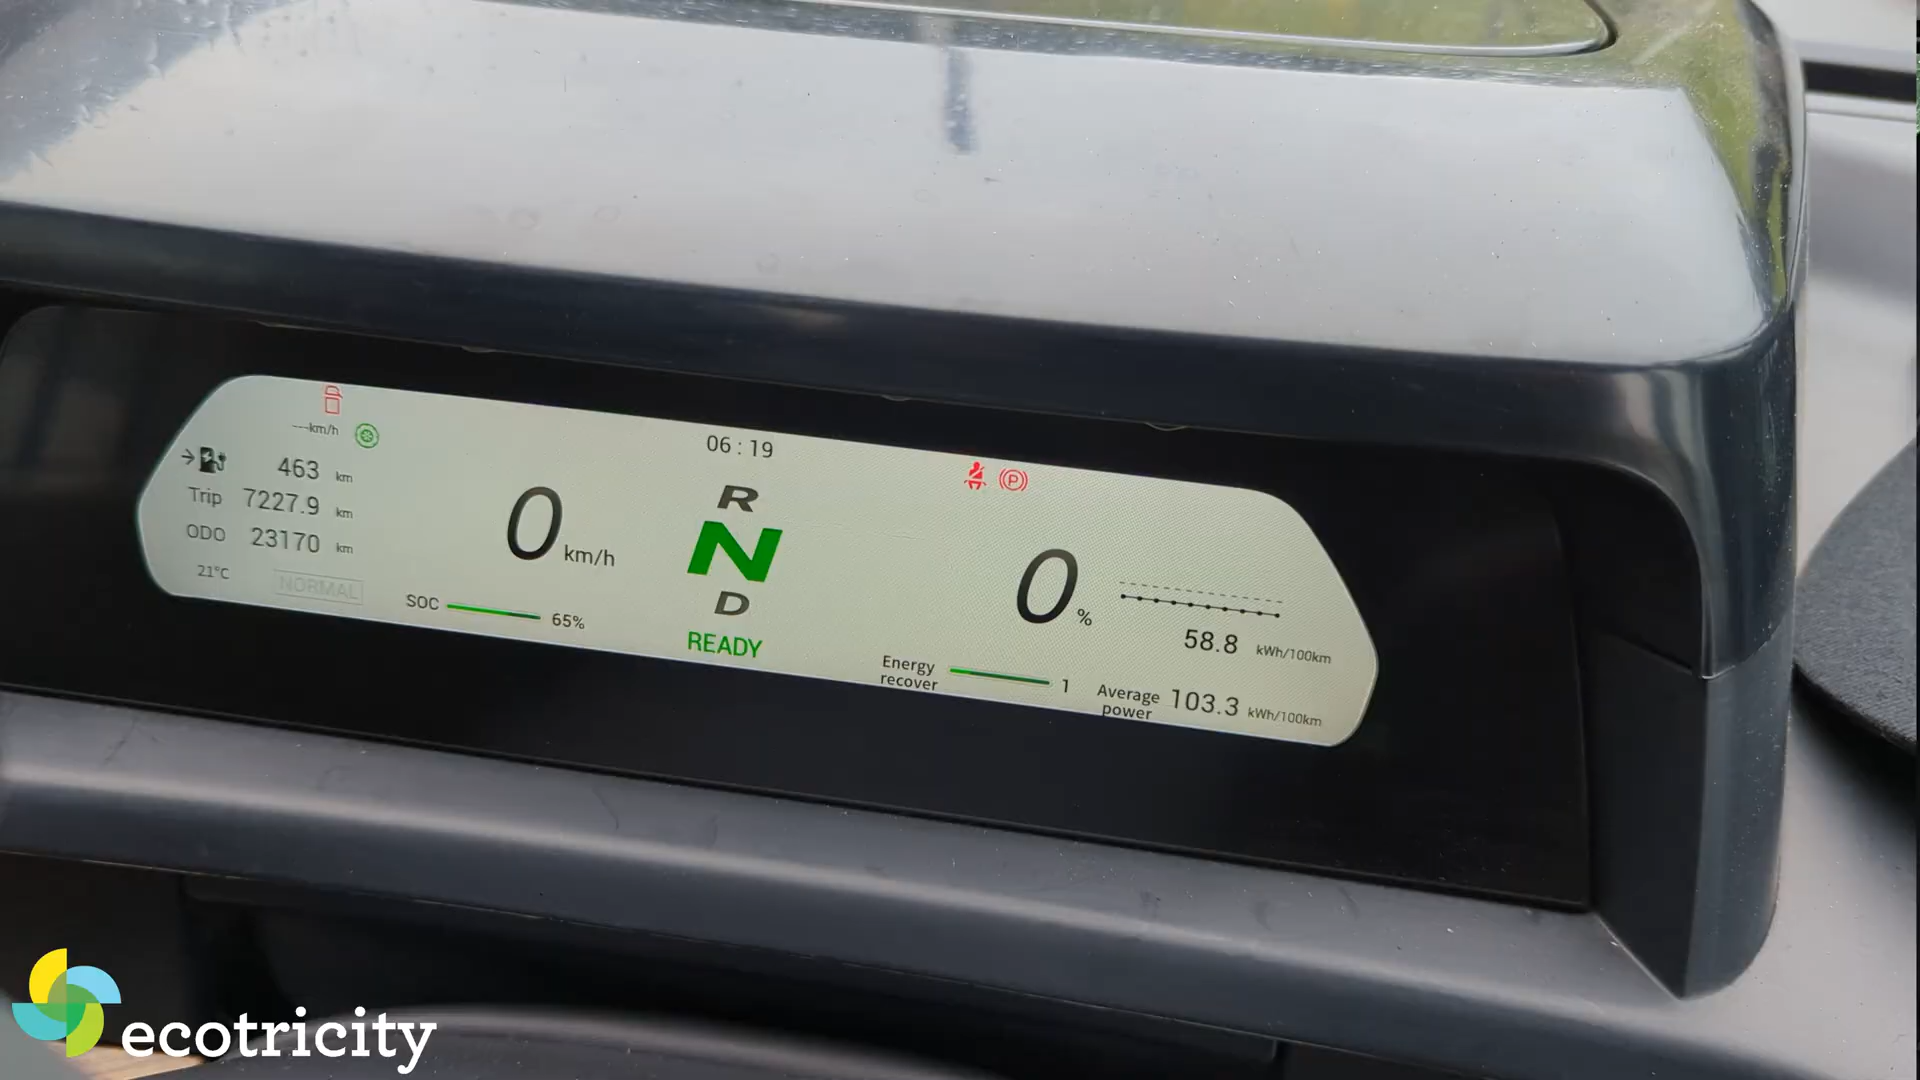 ---km/h
463 km
Trip 7227.9 km
ODO 23170 km
21°C NORMAL
0 km/h
SOC 65%
06:19
R
N
D
READY
P
0 %
58.8 kWh/100km
Energy
recover 1
Average
power 103.3 kWh/100km
ecotricity